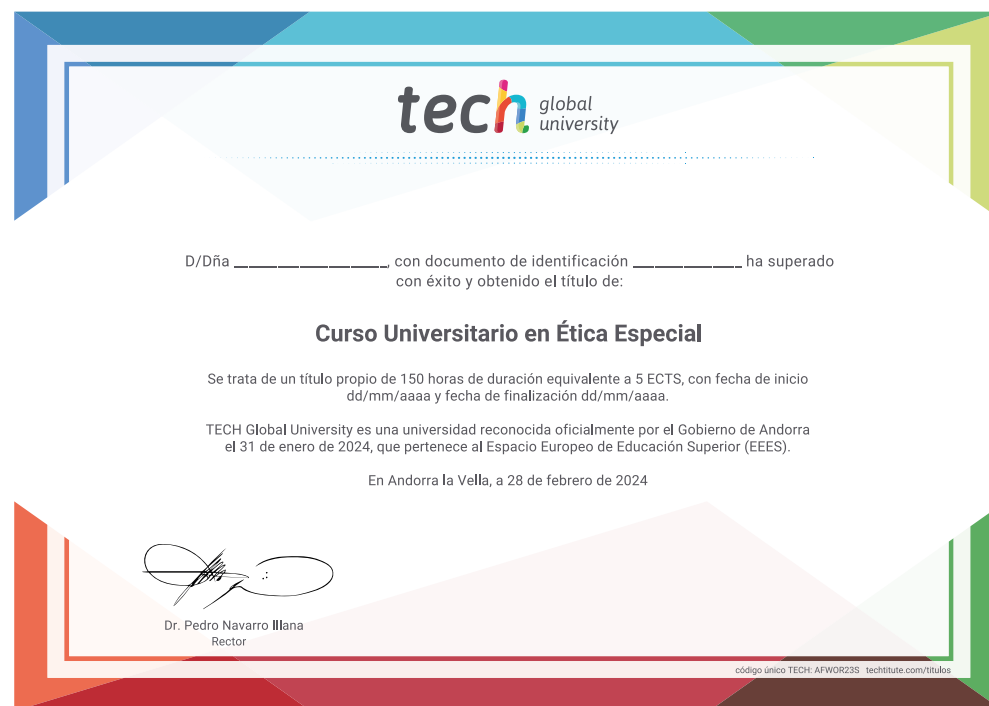 tech global university
D/Dña ______________________, con documento de identificación _______________ ha superado
con éxito y obtenido el título de:
Curso Universitario en Ética Especial
Se trata de un título propio de 150 horas de duración equivalente a 5 ECTS, con fecha de inicio
dd/mm/aaaa y fecha de finalización dd/mm/aaaa.
TECH Global University es una universidad reconocida oficialmente por el Gobierno de Andorra
el 31 de enero de 2024, que pertenece al Espacio Europeo de Educación Superior (EEES).
En Andorra la Vella, a 28 de febrero de 2024
Dr. Pedro Navarro Illana
Rector
código único TECH: AFWOR23S techtitute.com/titulos